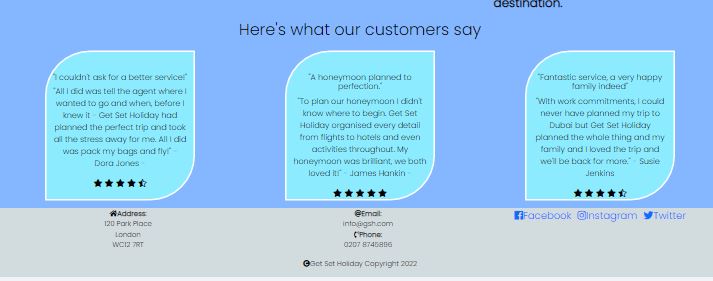 destination.
Here's what our customers say
"I couldn't ask for a better service!"
"All I did was tell the agent where I
wanted to go and when, before I
knew it - Get Set Holiday had
planned the perfect trip and took
all the stress away for me. All I did
was pack my bags and fly!" -
Dora Jones -
"A honeymoon planned to
perfection."
"To plan our honeymoon I didn't
know where to begin. Get Set
Holiday organised every detail
from flights to hotels and even
activities throughout. My
honeymoon was brilliant, we both
loved it!" - James Hankin -
"Fantastic service, a very happy
family indeed"
"With work commitments, I could
never have planned my trip to
Dubai but Get Set Holiday
planned the whole thing and my
family and I loved the trip and
we'll be back for more." - Susie
Jenkins
Address:
120 Park Place
London
WC12 7RT
Email:
info@gsh.com
Phone:
0207 8745896
Get Set Holiday Copyright 2022
Facebook Instagram Twitter